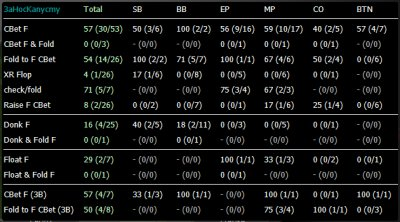 ЗаНосКаnycmy Total SB BB EP MP CO BTN
CBet F 57 (30/53) 50 (3/6) 100 (2/2) 56 (9/16) 59 (10/17) 40 (2/5) 57 (4/7)
CBet F & Fold 0 (0/3) - (0/0) - (0/0) 0 (0/1) 0 (0/1) - (0/0) 0 (0/1)
Fold to F CBet 54 (14/26) 100 (2/2) 71 (5/7) 100 (1/1) 67 (4/6) 50 (2/4) 0 (0/6)
XR Flop 4 (1/26) 17 (1/6) 0 (0/8) 0 (0/5) 0 (0/6) 0 (0/1) - (0/0)
check/fold 71 (5/7) - (0/0) - (0/0) 75 (3/4) 67 (2/3) - (0/0) - (0/0)
Raise F CBet 8 (2/26) 0 (0/2) 0 (0/7) 0 (0/1) 17 (1/6) 25 (1/4) 0 (0/6)
Donk F 16 (4/25) 40 (2/5) 18 (2/11) 0 (0/3) 0 (0/5) 0 (0/1) - (0/0)
Donk & Fold F 0 (0/1) - (0/0) 0 (0/1) - (0/0) - (0/0) - (0/0) - (0/0)
Float F 29 (2/7) - (0/0) - (0/0) 100 (1/1) 33 (1/3) 0 (0/2) 0 (0/1)
Float & Fold F 0 (0/1) - (0/0) - (0/0) 0 (0/1) - (0/0) - (0/0) - (0/0)
CBet F (3B) 57 (4/7) 33 (1/3) 100 (1/1) - (0/0) 100 (1/1) 0 (0/1) 100 (1/1)
Fold to F CBet (3B) 50 (4/8) - (0/0) - (0/0) - (0/0) 75 (3/4) 100 (1/1) 0 (0/3)